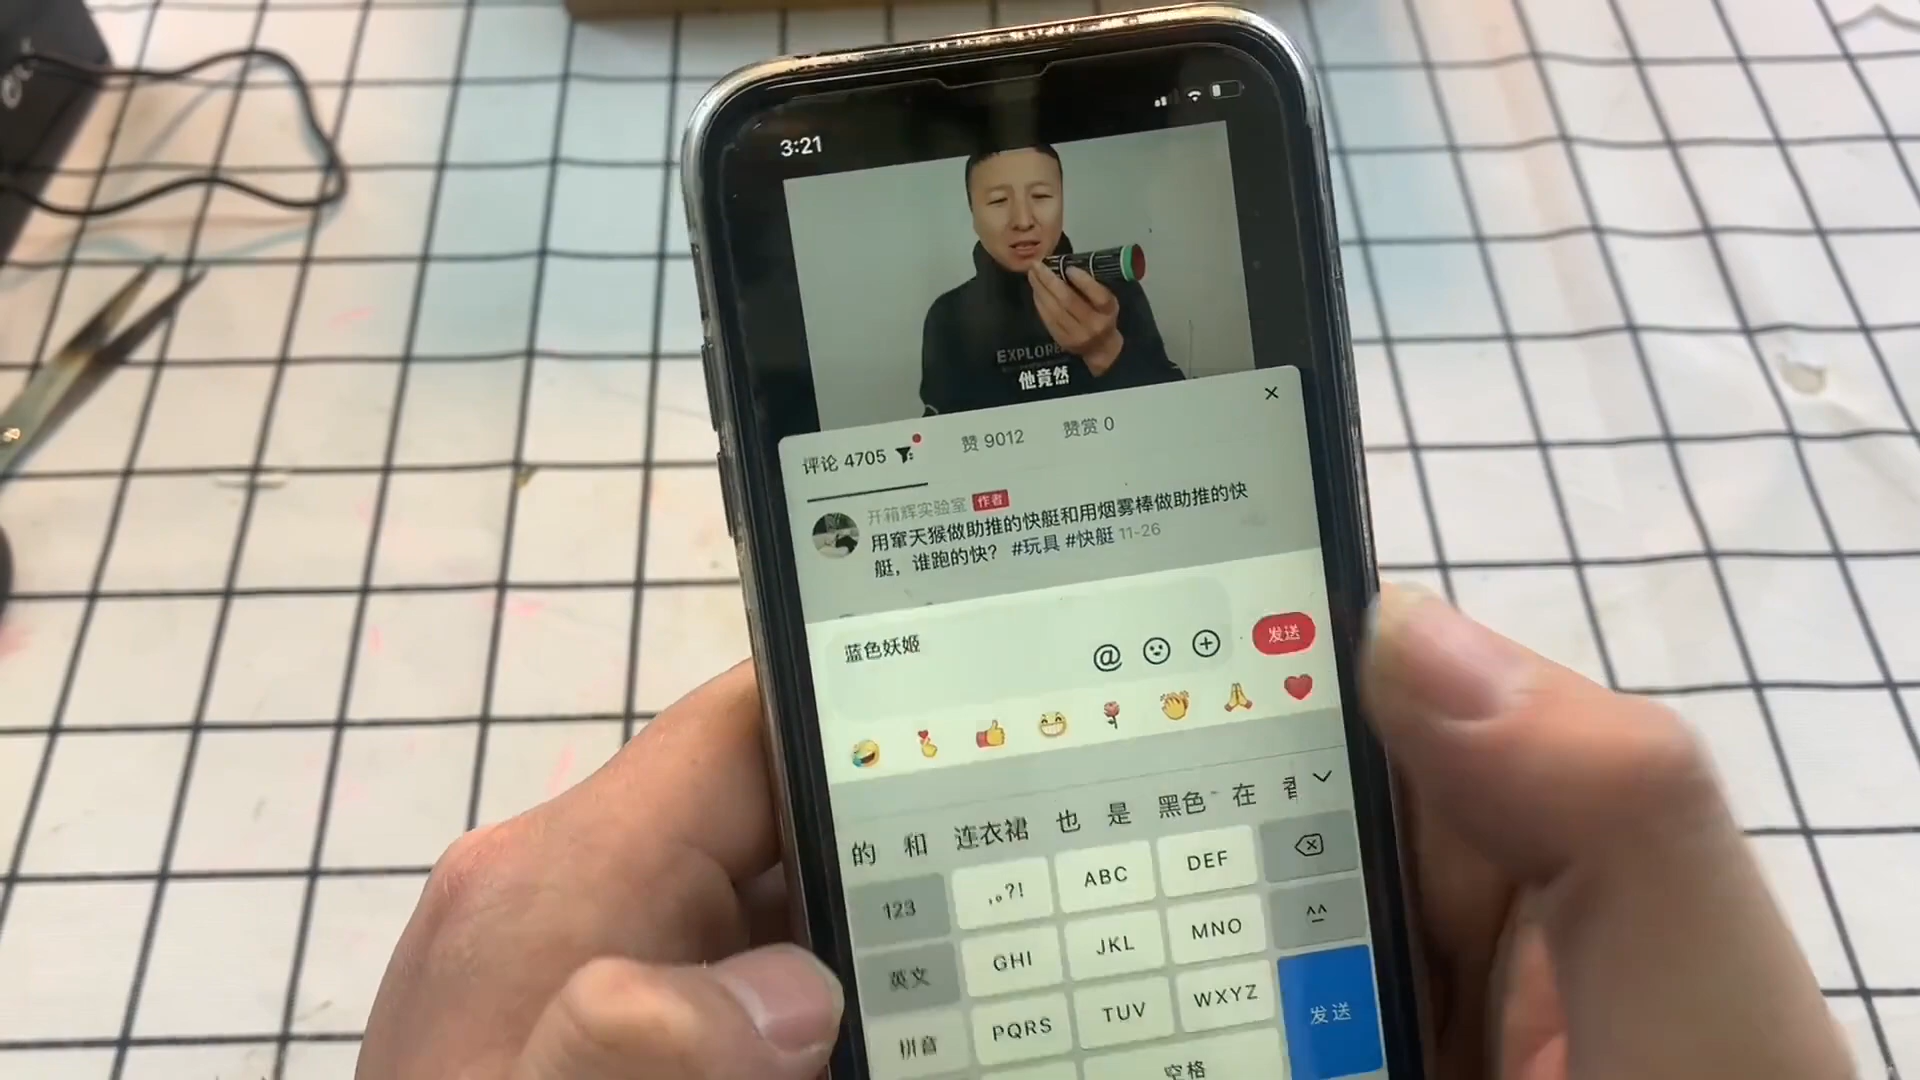 3:21
EXPLORE
他竟然
评论 4705
赞 9012
赞赏 0
开箱辉实验室 作者
用窜天猴做助推的快艇和用烟雾棒做助推的快
艇，谁跑的快？ #玩具 #快艇 11-26
蓝色妖姬
@
发送
的 和 连衣裙 也 是 黑色 在
123
,。?!
ABC
DEF
英文
GHI
JKL
MNO
^^
拼音
PQRS
TUV
WXYZ
发送
空格